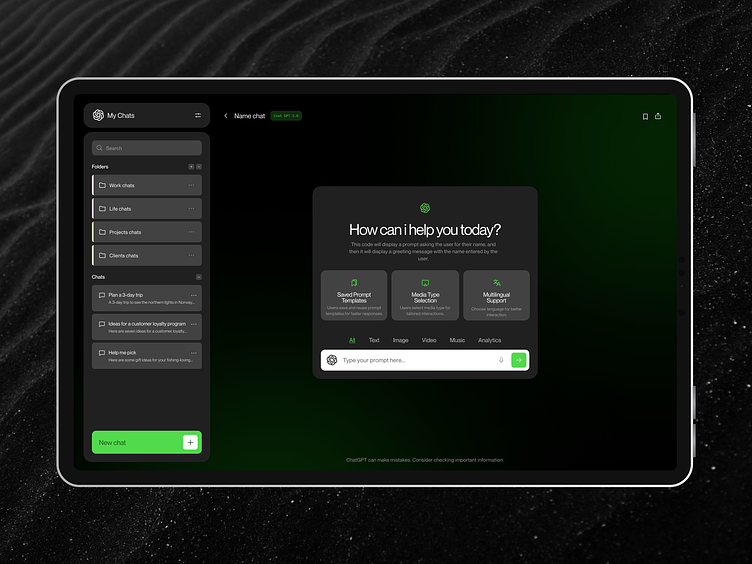 My Chats
Search
Folders
Work chats
Life chats
Projects chats
Clients chats
Chats
Plan a 3-day trip
A 3-day trip to see the northern lights in Norway...
Ideas for a customer loyalty program
Here are seven ideas for a customer loyalty...
Help me pick
Here are some gift ideas for your fishing-loving...
New chat
Name chat
How can i help you today?
This code will display a prompt asking the user for their name, and
then it will display a greeting message with the name entered by the
user.
Saved Prompt
Templates
Users save and reuse prompt
templates for faster responses.
Media Type
Selection
Users select media type for
tailored interactions.
Multilingual
Support
Choose language for better
interaction.
All
Text
Image
Video
Music
Analytics
Type your prompt here...
ChatGPT can make mistakes. Consider checking important information.